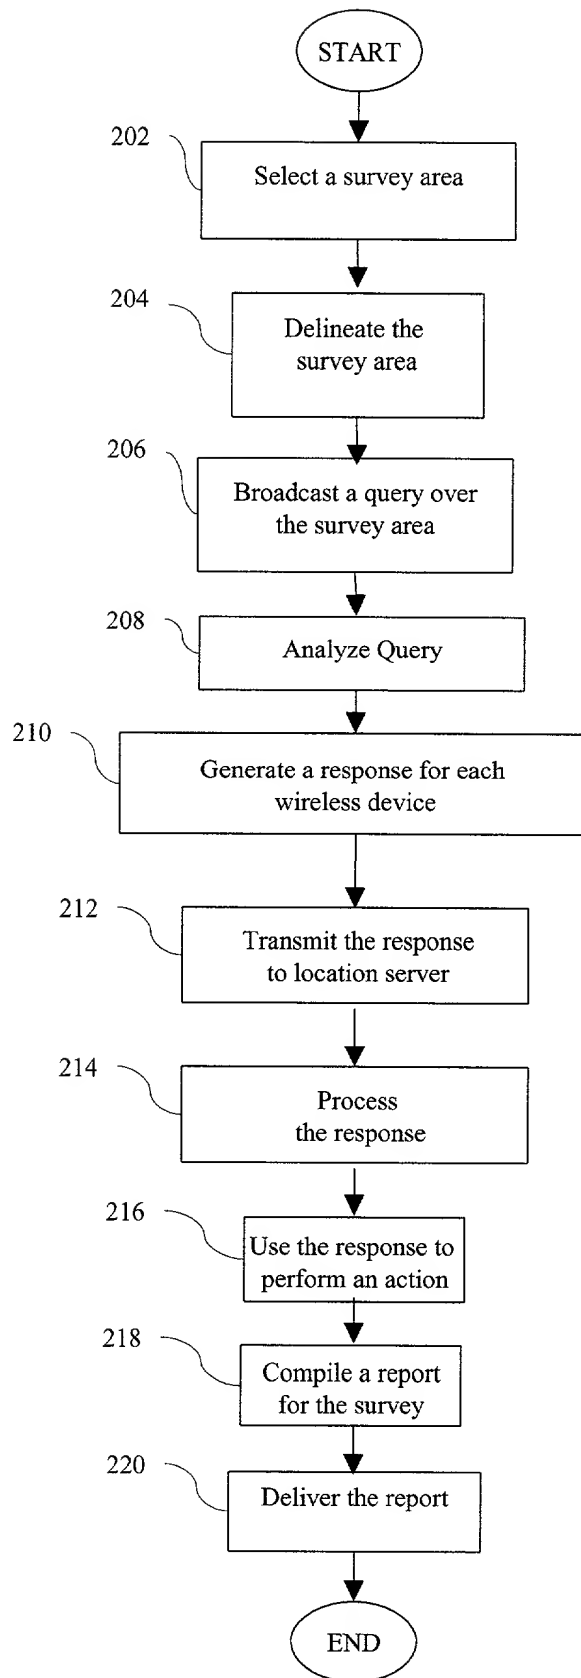 START
202
Select a survey area
204
Delineate the
survey area
206
Broadcast a query over
the survey area
208
Analyze Query
210
Generate a response for each
wireless device
212
Transmit the response
to location server
214
Process
the response
216
Use the response to
perform an action
218
Compile a report
for the survey
220
Deliver the report
END